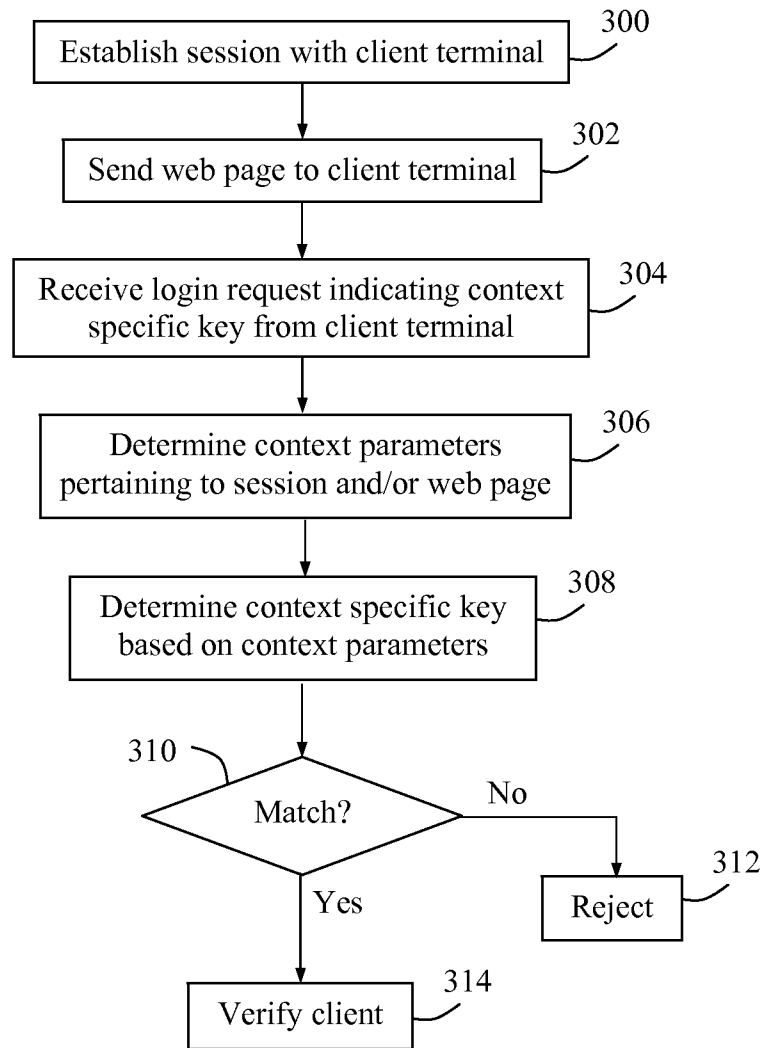 300
Establish session with client terminal
302
Send web page to client terminal
304
Receive login request indicating context
specific key from client terminal
306
Determine context parameters
pertaining to session and/or web page
308
Determine context specific key
based on context parameters
310
Match?
No
312
Reject
Yes
314
Verify client